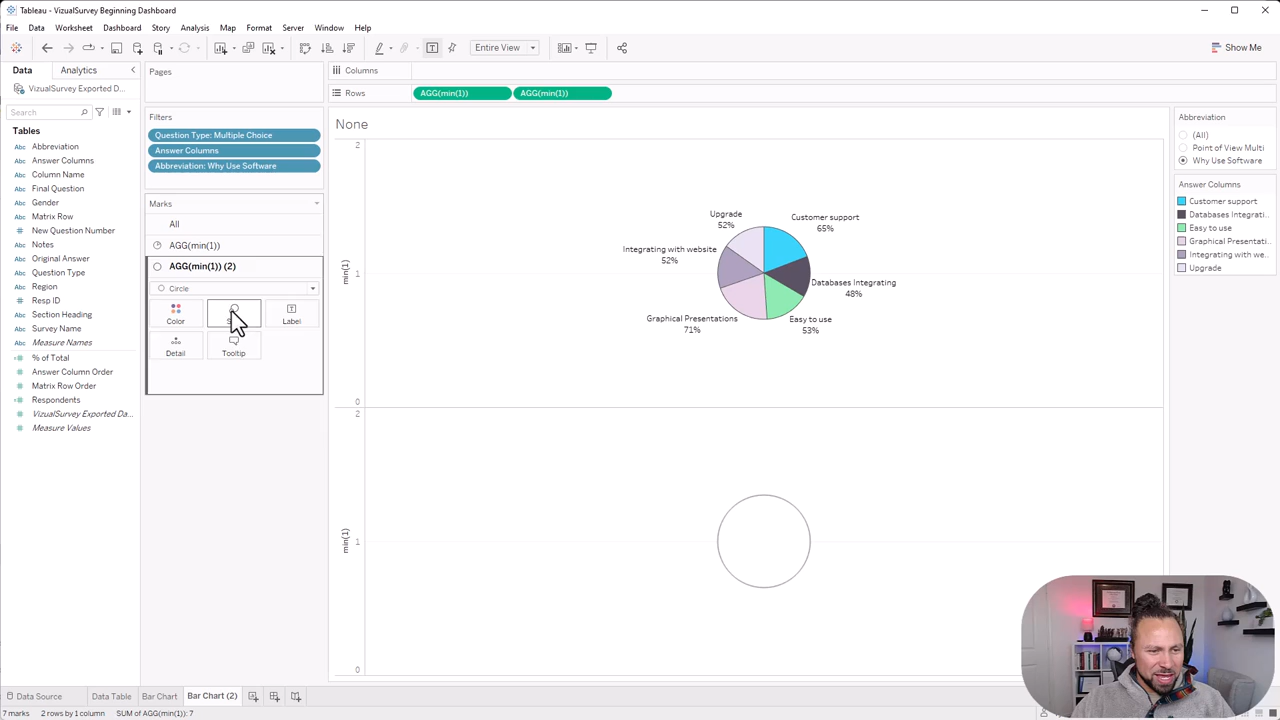 Tableau - VizualSurvey Beginning Dashboard
File Data Worksheet Dashboard Story Analysis Map Format Server Window Help
Entire View
Show Me
Data Analytics
VizualSurvey Exported D...
Search
Tables
Abbreviation
Answer Columns
Column Name
Final Question
Gender
Matrix Row
New Question Number
Notes
Original Answer
Question Type
Region
Resp ID
Section Heading
Survey Name
Measure Names
% of Total
Answer Column Order
Matrix Row Order
Respondents
VizualSurvey Exported Da...
Measure Values
Pages
Filters
Question Type: Multiple Choice
Answer Columns
Abbreviation: Why Use Software
Marks
All
AGG(min(1))
AGG(min(1)) (2)
Circle
Color
Label
Detail
Tooltip
Columns
Rows
AGG(min(1)) AGG(min(1))
None
2
min(1)
1
0
Upgrade
52%
Customer support
65%
Integrating with website
52%
Databases Integrating
48%
Graphical Presentations
71%
Easy to use
53%
2
min(1)
1
0
Abbreviation
(All)
Point of View Multi
Why Use Software
Answer Columns
Customer support
Databases Integrati...
Easy to use
Graphical Presentati...
Integrating with we...
Upgrade
Data Source Data Table Bar Chart Bar Chart (2)
7 marks 2 rows by 1 column SUM of AGG(min(1)): 7